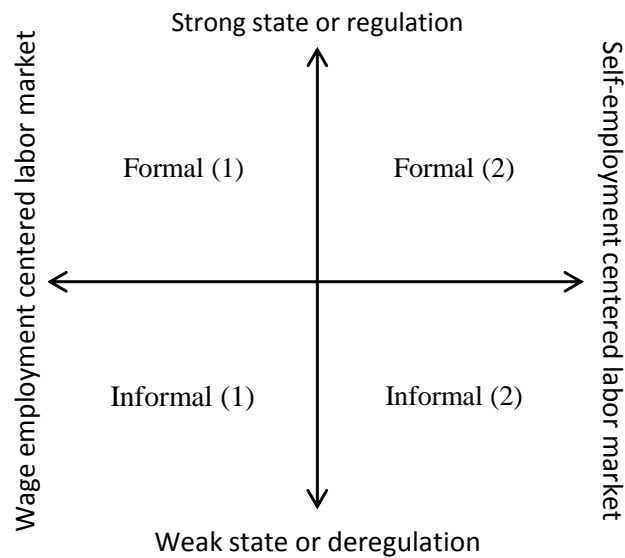 Strong state or regulation
Wage employment centered labor market
Self-employment centered labor market
Formal (1)
Formal (2)
Informal (1)
Informal (2)
Weak state or deregulation